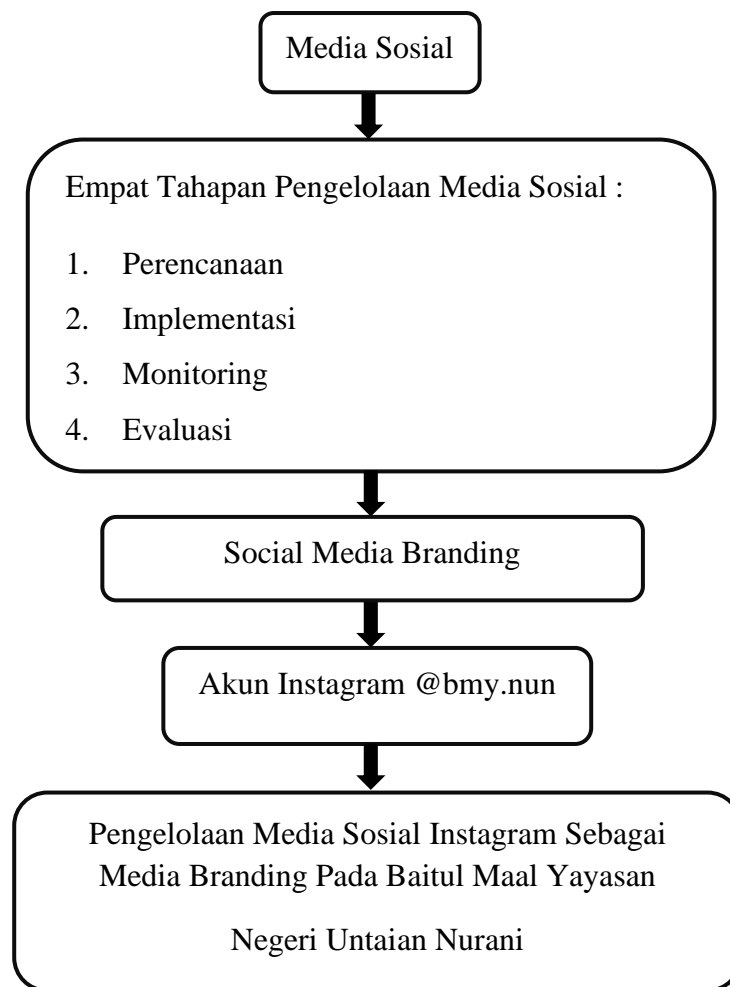 Media Sosial
Empat Tahapan Pengelolaan Media Sosial :
1. Perencanaan
2. Implementasi
3. Monitoring
4. Evaluasi
Social Media Branding
Akun Instagram @bmy.nun
Pengelolaan Media Sosial Instagram Sebagai
Media Branding Pada Baitul Maal Yayasan
Negeri Untaian Nurani